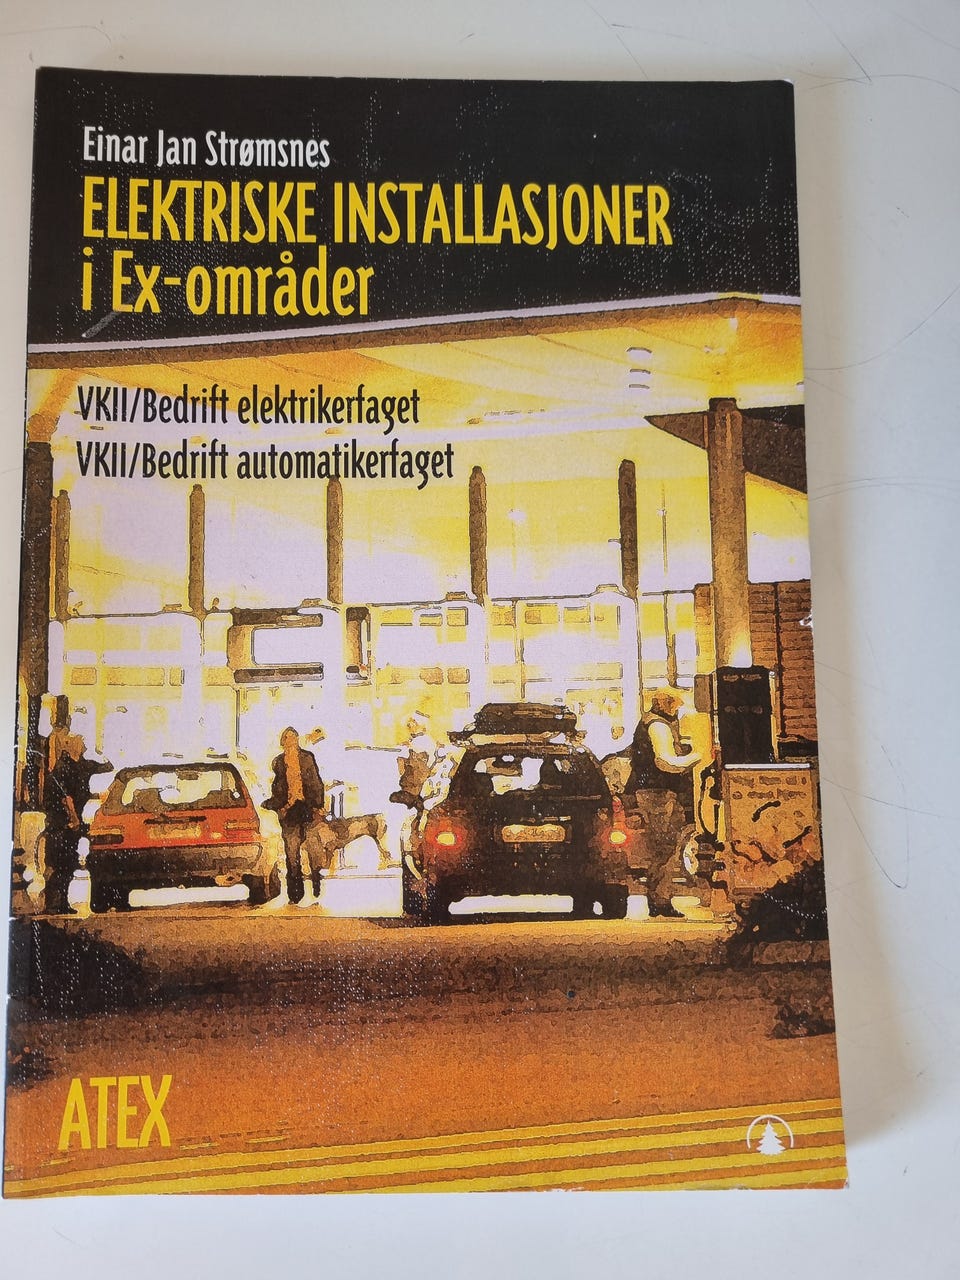 Einar Jan Strømsnes
ELEKTRISKE INSTALLASJONER
i Ex-områder
VKII/Bedrift elektrikerfaget
VKII/Bedrift automatikerfaget
ATEX